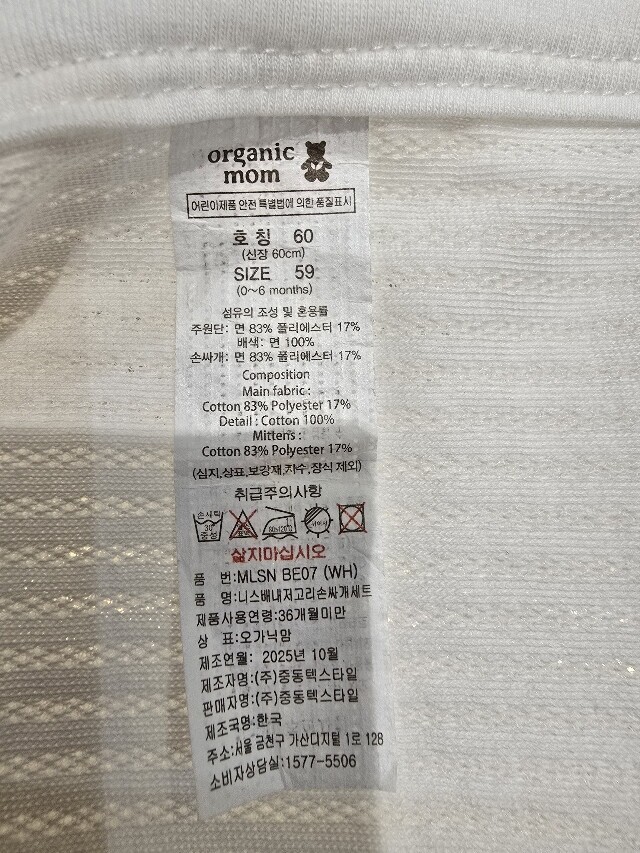 organic
mom
어린이제품 안전 특별법에 의한 품질표시
호 칭 60
(신장 60cm)
SIZE 59
(0~6 months)
섬유의 조성 및 혼용률
주원단: 면 83% 폴리에스터 17%
배색: 면 100%
손싸개: 면 83% 폴리에스터 17%
Composition
Main fabric :
Cotton 83% Polyester 17%
Detail : Cotton 100%
Mittens :
Cotton 83% Polyester 17%
(심지,상표,보강재,자수,장식 제외)
취급주의사항
손세탁
30
중성
삶지마십시오
품 번:MLSN BE07 (WH)
품 명:니스배내저고리손싸개세트
제품사용연령:36개월미만
상 표:오가닉맘
제조연월: 2025년 10월
제조자명:(주)중동텍스타일
판매자명:(주)중동텍스타일
제조국명:한국
주소:서울 금천구 가산디지털 1로 128
소비자상담실:1577-5506